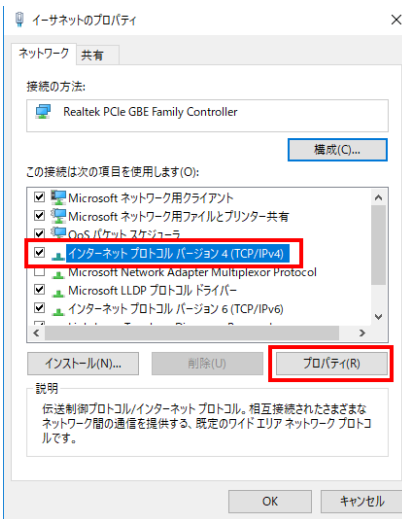 イーサネットのプロパティ
ネットワーク 共有
接続の方法:
Realtek PCIe GBE Family Controller
構成(C)...
この接続は次の項目を使用します(O):
Microsoft ネットワーク用クライアント
Microsoft ネットワーク用ファイルとプリンター共有
QoS パケット スケジューラ
インターネット プロトコル バージョン 4 (TCP/IPv4)
Microsoft Network Adapter Multiplexor Protocol
Microsoft LLDP プロトコル ドライバー
インターネット プロトコル バージョン 6 (TCP/IPv6)
インストール(N)... 削除(U) プロパティ(R)
説明
伝送制御プロトコル/インターネット プロトコル。相互接続されたさまざまな
ネットワーク間の通信を提供する、既定のワイド エリア ネットワーク プロトコ
ルです。
OK キャンセル